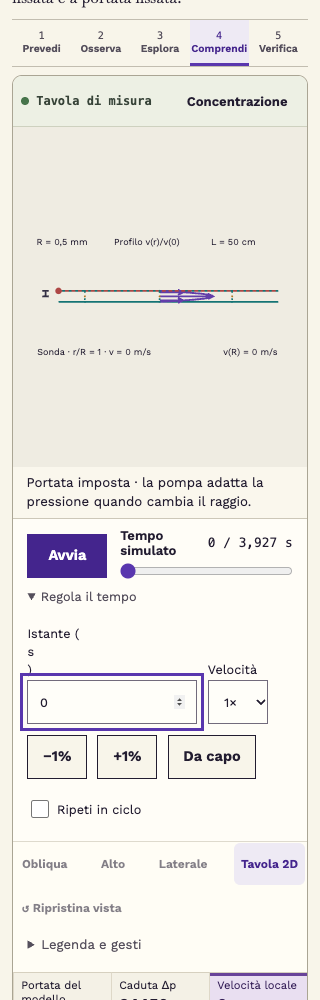 fissata e a portata fissata.
1 2 3 4 5
Prevedi Osserva Esplora Comprendi Verifica
Tavola di misura Concentrazione
R = 0,5 mm Profilo v(r)/v(0) L = 50 cm
H
Sonda · r/R = 1 · v = 0 m/s v(R) = 0 m/s
Portata imposta · la pompa adatta la
pressione quando cambia il raggio.
Avvia Tempo simulato 0 / 3,927 s
▼ Regola il tempo
Istante (
s
) Velocità
0 1×
−1% +1% Da capo
Ripeti in ciclo
Obliqua Alto Laterale Tavola 2D
↺ Ripristina vista
▶ Legenda e gesti
Portata del Caduta Δp Velocità locale
modello